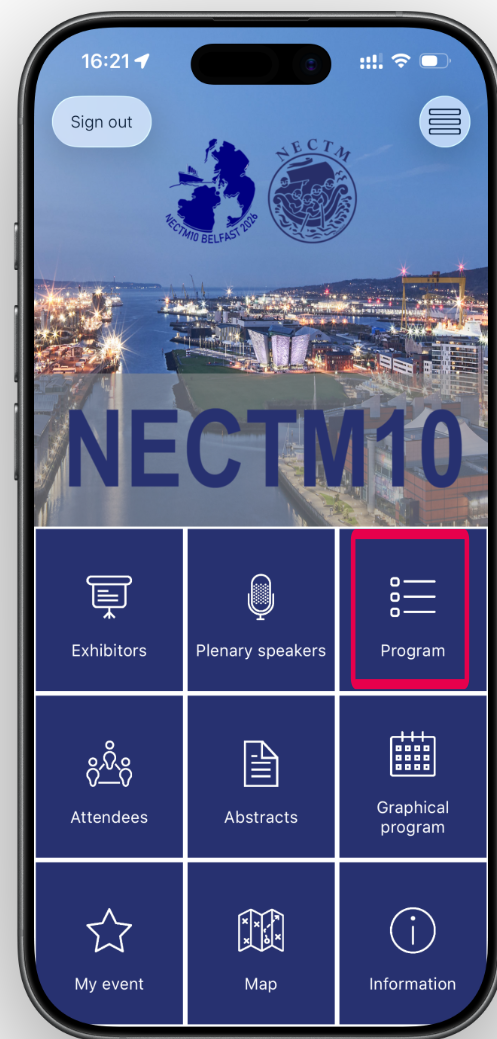 16:21
Sign out
NECTM
NECTM10 BELFAST 2026
NECTM10
Exhibitors
Plenary speakers
Program
Attendees
Abstracts
Graphical
program
My event
Map
Information